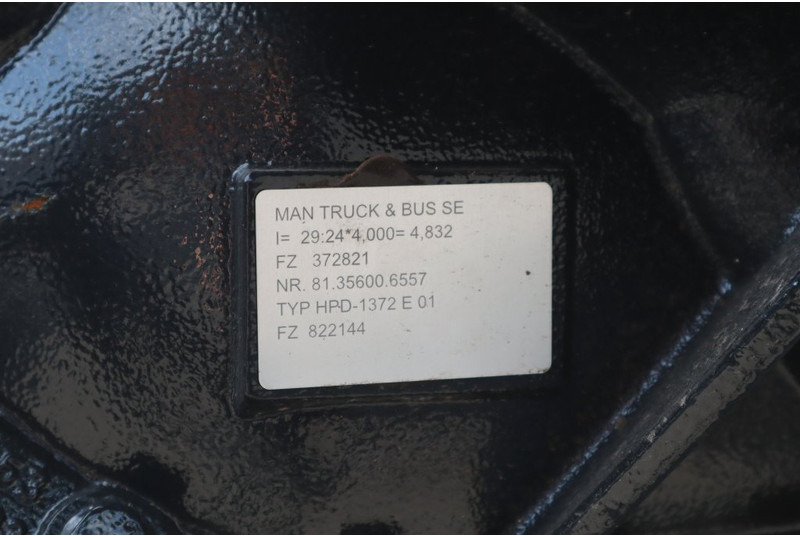 MAN TRUCK & BUS SE
I= 29:24*4,000= 4,832
FZ 372821
NR. 81.35600.6557
TYP HPD-1372 E 01
FZ 822144